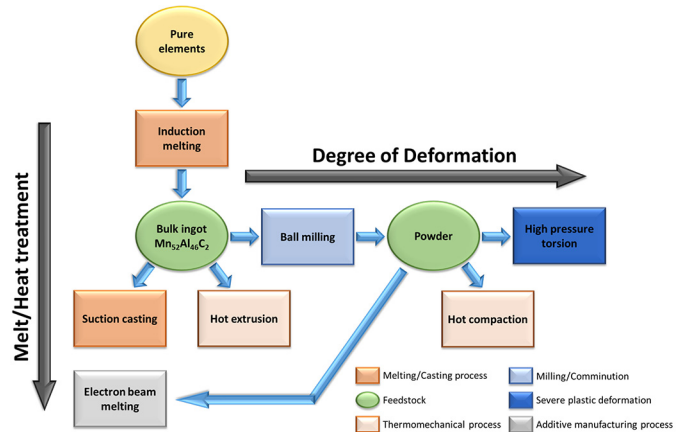 Pure
elements
Induction
melting
Degree of Deformation
Melt/Heat treatment
Bulk ingot
Mn₅₂Al₄₆C₂
Ball milling
Powder
High pressure
torsion
Suction casting
Hot extrusion
Hot compaction
Electron beam
melting
Melting/Casting process
Milling/Comminution
Feedstock
Severe plastic deformation
Thermomechanical process
Additive manufacturing process